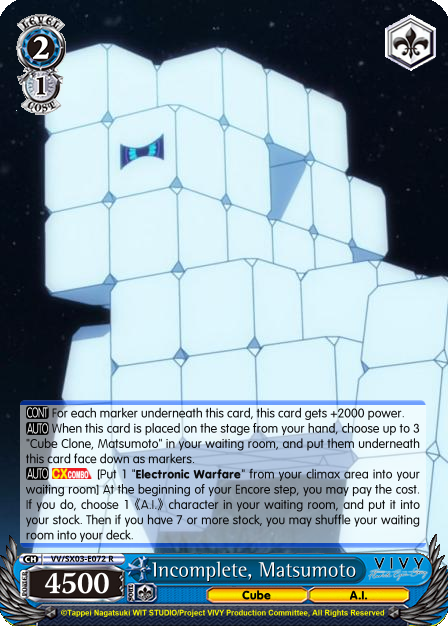 LEVEL
2
1
COST
CONT For each marker underneath this card, this card gets +2000 power.
AUTO When this card is placed on the stage from your hand, choose up to 3
"Cube Clone, Matsumoto" in your waiting room, and put them underneath
this card face down as markers.
AUTO CXCOMBO [Put 1 "Electronic Warfare" from your climax area into your
waiting room] At the beginning of your Encore step, you may pay the cost.
If you do, choose 1 《A.I.》 character in your waiting room, and put it into
your stock. Then if you have 7 or more stock, you may shuffle your waiting
room into your deck.
CH VV/SX03-E072 R
POWER 4500 SOUL Incomplete, Matsumoto VIVY
Cube A.I.
©Tappei Nagatsuki WIT STUDIO/Project VIVY Production Committee, All Rights Reserved